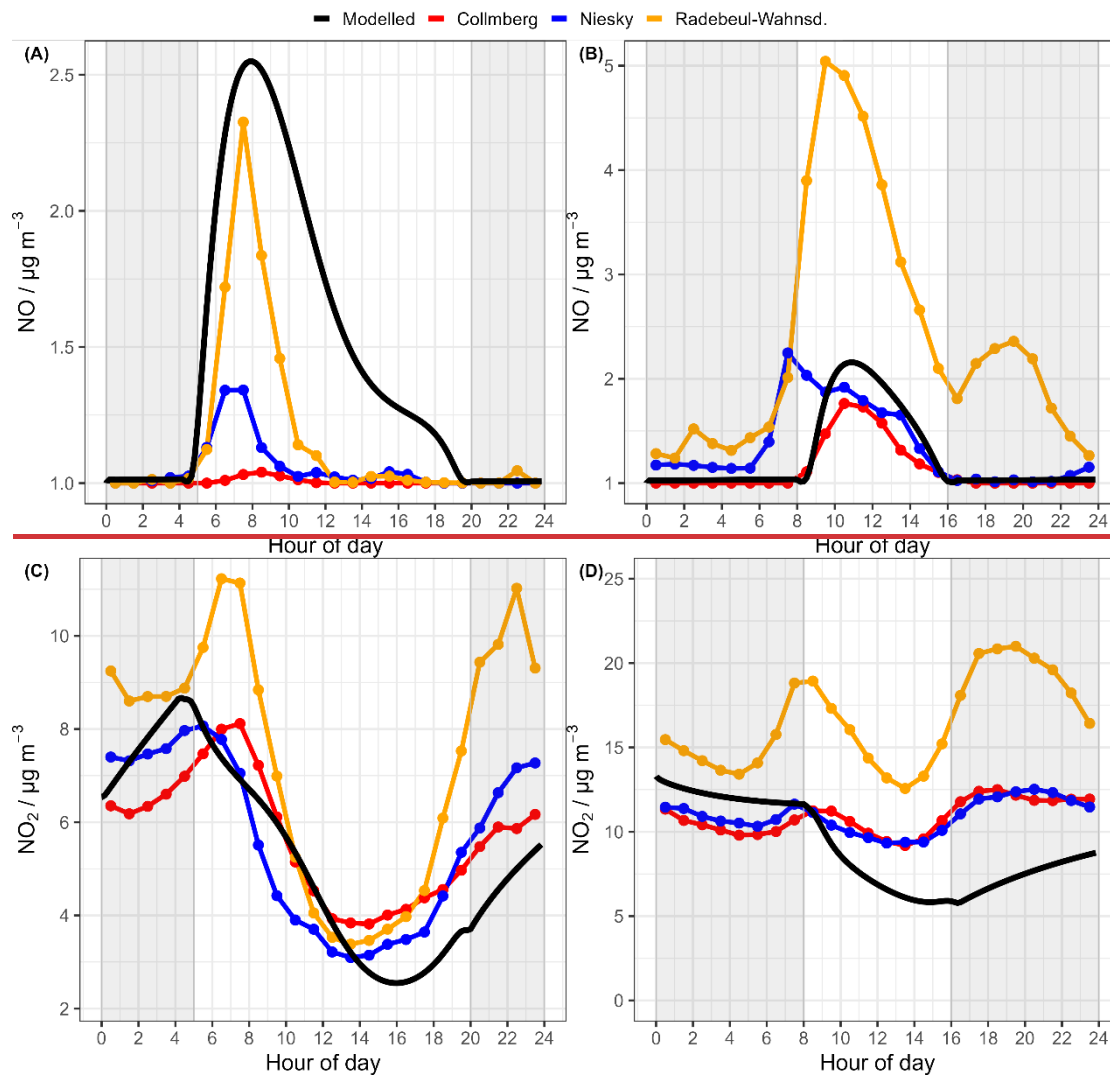 Modelled Collmberg Niesky Radebeul-Wahnsd.
(A)
NO / µg m⁻³
2.5
2.0
1.5
1.0
0 2 4 6 8 10 12 14 16 18 20 22 24
Hour of day
(B)
NO / µg m⁻³
5
4
3
2
1
0 2 4 6 8 10 12 14 16 18 20 22 24
Hour of day
(C)
NO₂ / µg m⁻³
10
8
6
4
2
0 2 4 6 8 10 12 14 16 18 20 22 24
Hour of day
(D)
NO₂ / µg m⁻³
25
20
15
10
5
0
0 2 4 6 8 10 12 14 16 18 20 22 24
Hour of day